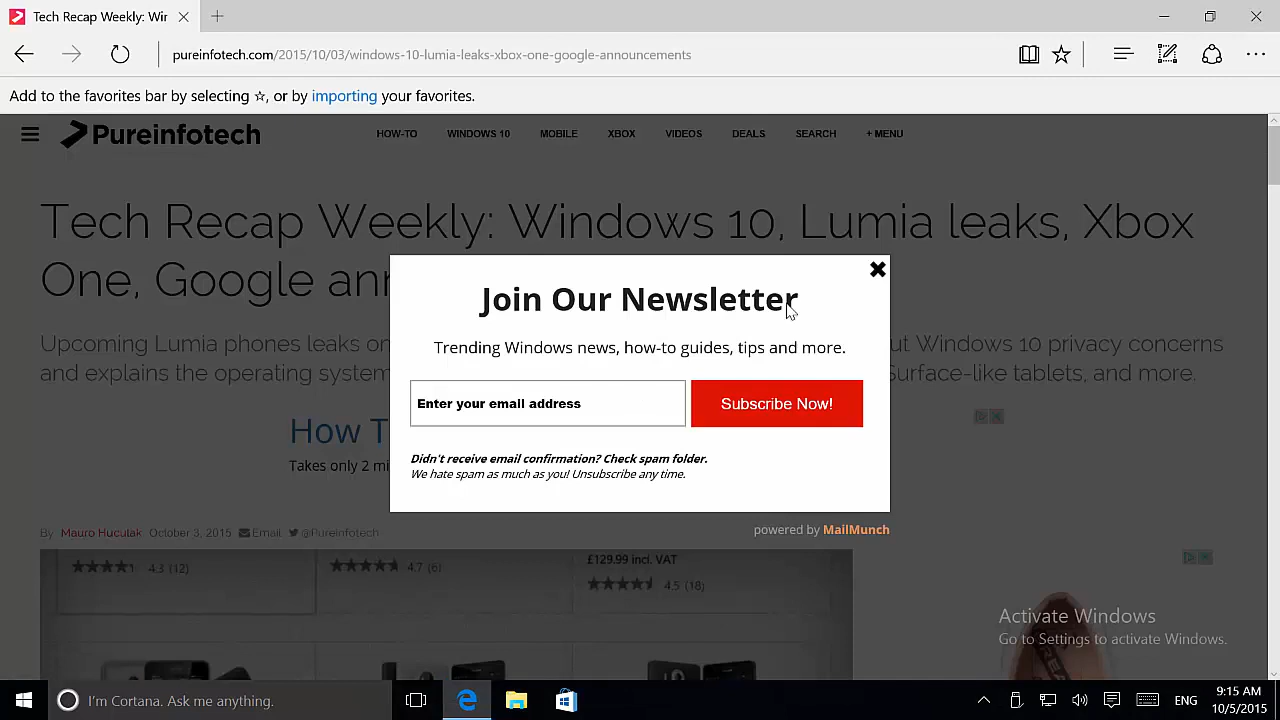 Tech Recap Weekly: Wir
pureinfotech.com/2015/10/03/windows-10-lumia-leaks-xbox-one-google-announcements
Add to the favorites bar by selecting ☆, or by importing your favorites.
Pureinfotech
HOW-TO WINDOWS 10 MOBILE XBOX VIDEOS DEALS SEARCH + MENU
Tech Recap Weekly: Windows 10, Lumia leaks, Xbox
One, Google ann
Join Our Newsletter
Trending Windows news, how-to guides, tips and more.
Upcoming Lumia phones leaks on
ut Windows 10 privacy concerns
and explains the operating system
Surface-like tablets, and more.
Enter your email address
Subscribe Now!
How T
Takes only 2 mi
Didn't receive email confirmation? Check spam folder.
We hate spam as much as you! Unsubscribe any time.
powered by MailMunch
By Mauro Huculak October 3, 2015 Email @Pureinfotech
£129.99 incl. VAT
4.3 (12)
4.7 (6)
4.5 (18)
Activate Windows
Go to Settings to activate Windows.
I'm Cortana. Ask me anything.
ENG
9:15 AM
10/5/2015